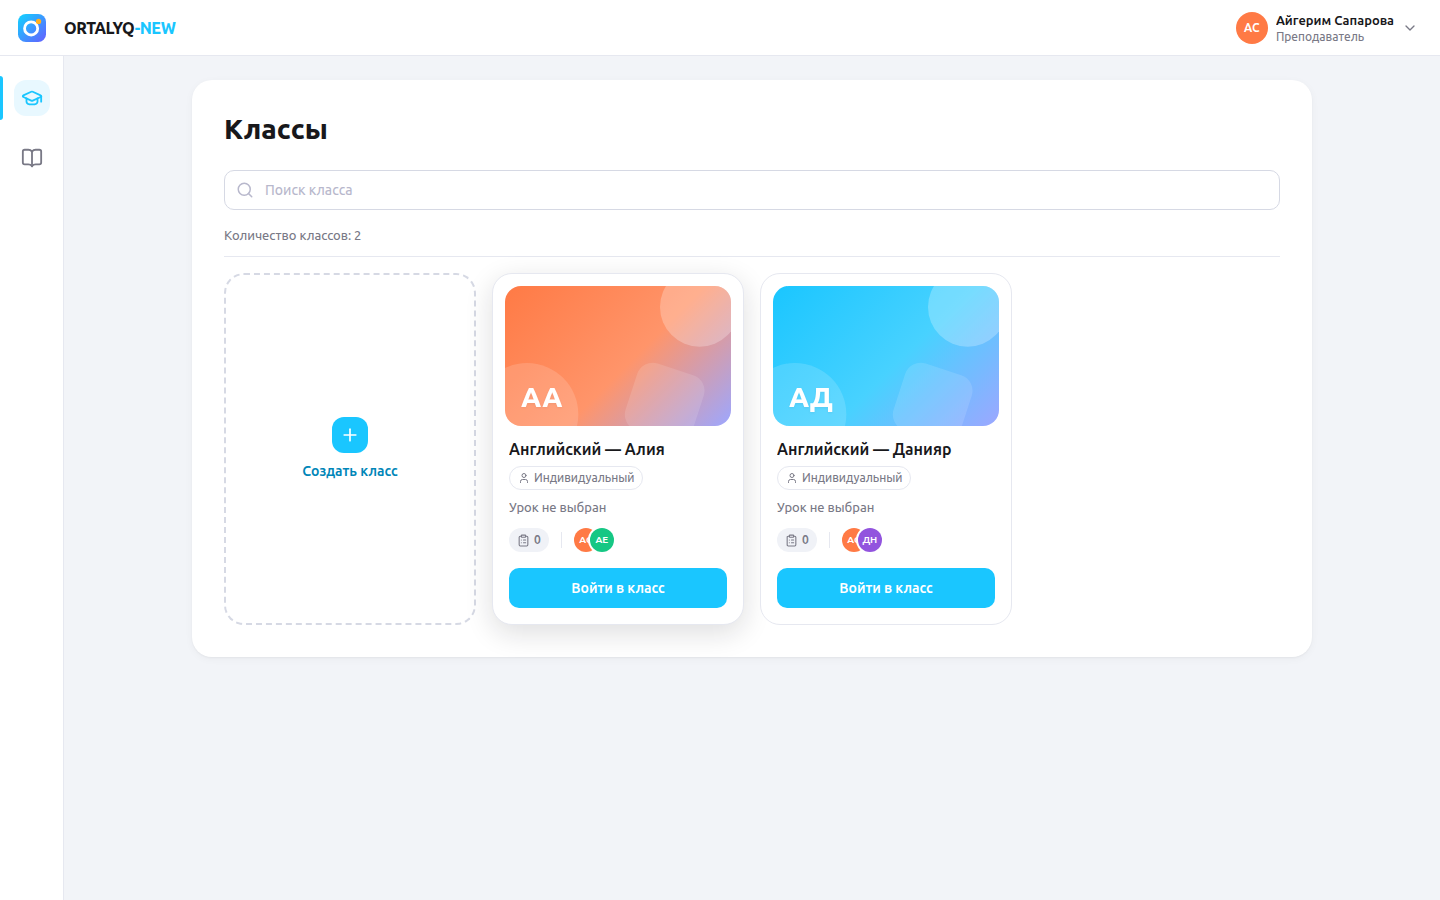 ORTALYQ-NEW
АС
Айгерим Сапарова
Преподаватель
Классы
Поиск класса
Количество классов: 2
Создать класс
АА
Английский — Алия
Индивидуальный
Урок не выбран
0
АЕ
Войти в класс
АД
Английский — Данияр
Индивидуальный
Урок не выбран
0
ДН
Войти в класс